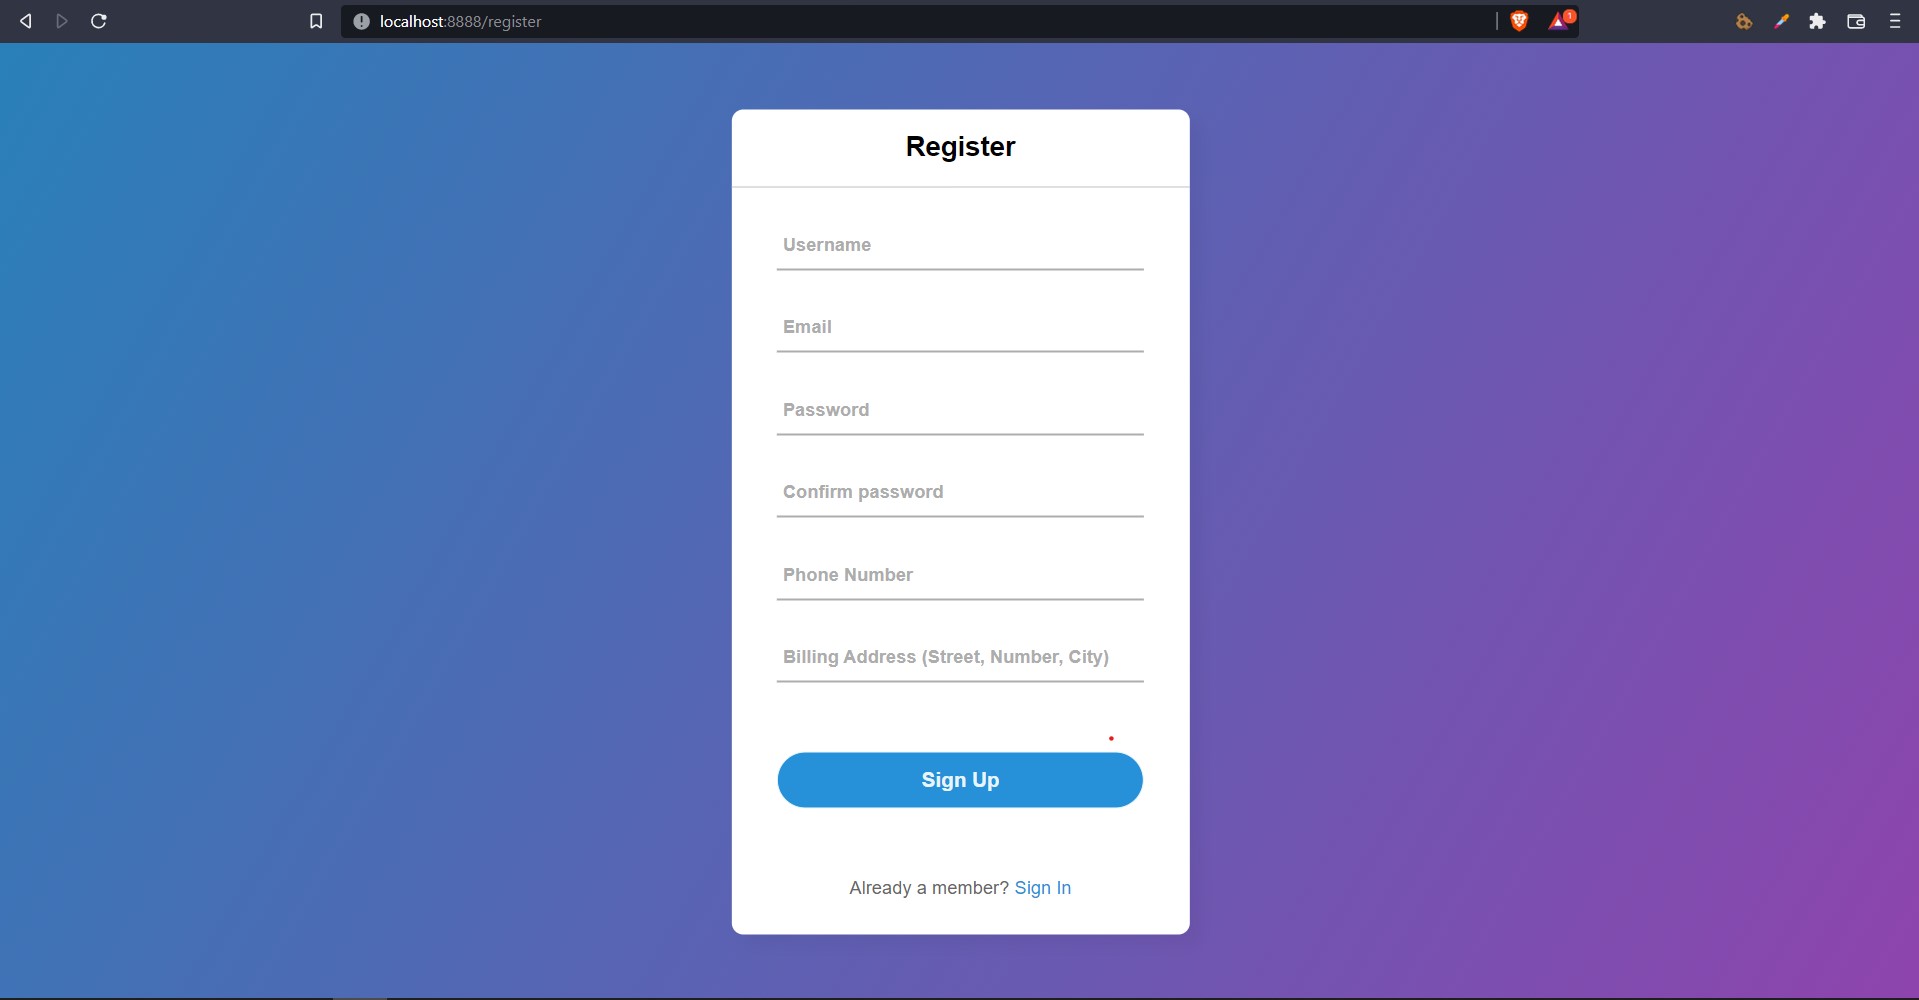 localhost:8888/register
1
Register
Username
Email
Password
Confirm password
Phone Number
Billing Address (Street, Number, City)
Sign Up
Already a member? Sign In